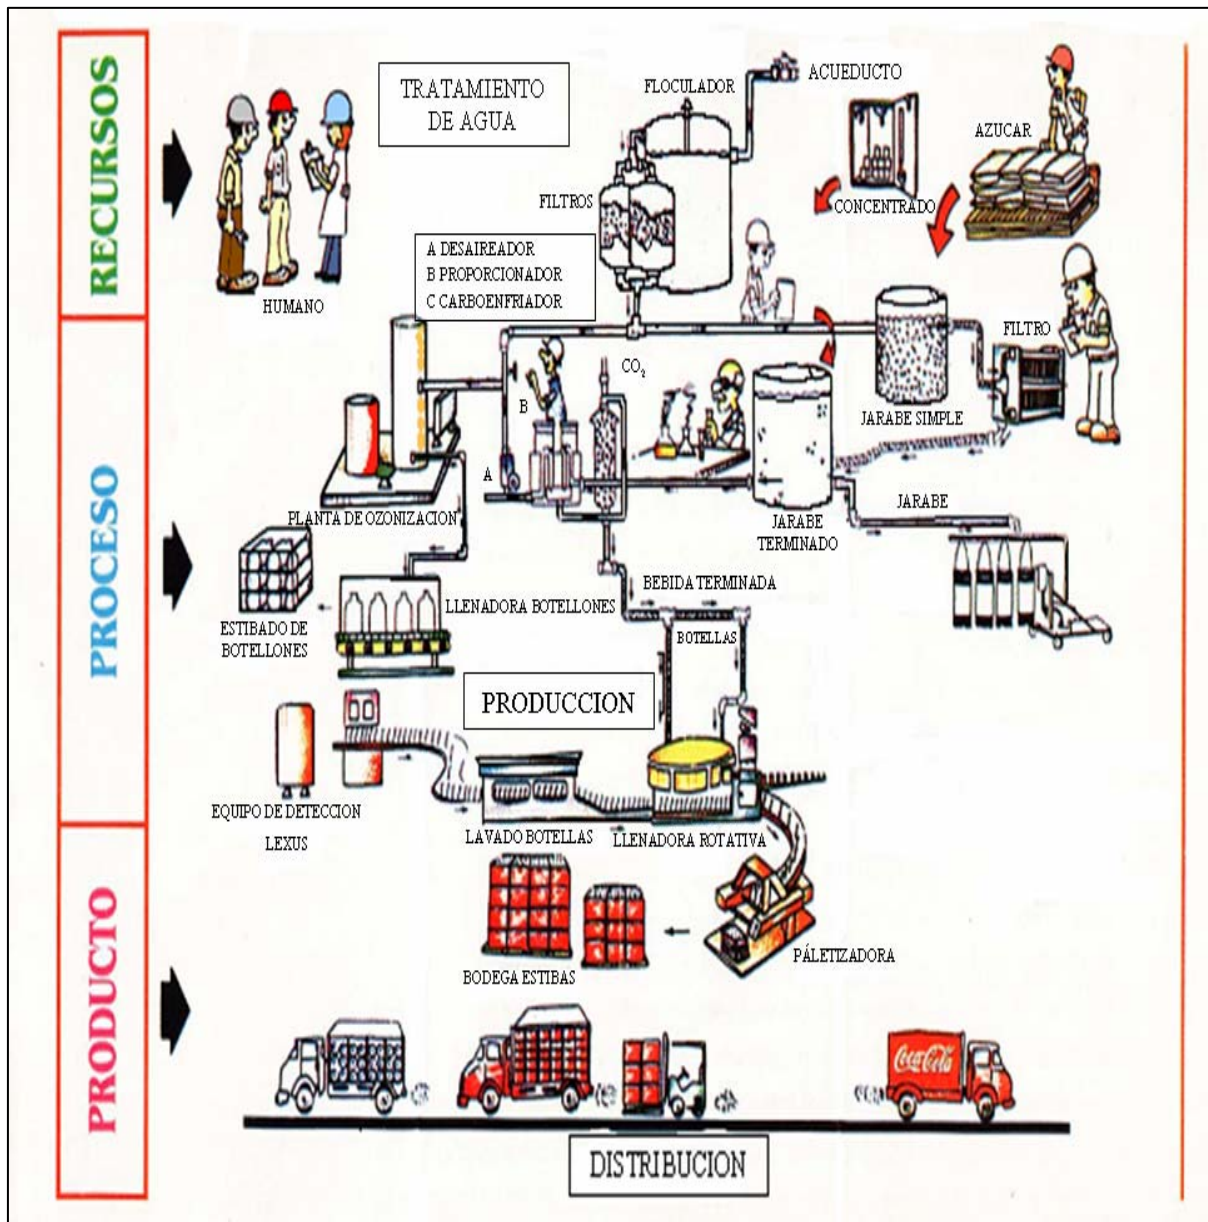 RECURSOS
PROCESO
PRODUCTO
TRATAMIENTO
DE AGUA
FLOCULADOR
ACUEDUCTO
AZUCAR
CONCENTRADO
FILTROS
A DESAIREADOR
B PROPORCIONADOR
C CARBOENFRIADOR
HUMANO
FILTRO
CO₂
B
JARABE SIMPLE
A
JARABE
PLANTA DE OZONIZACION
JARABE
TERMINADO
BEBIDA TERMINADA
LLENADORA BOTELLONES
ESTIBADO DE
BOTELLONES
BOTELLAS
PRODUCCION
EQUIPO DE DETECCION
LEXUS
LAVADO BOTELLAS
LLENADORA ROTATIVA
PÁLETIZADORA
BODEGA ESTIBAS
Coca-Cola
DISTRIBUCION